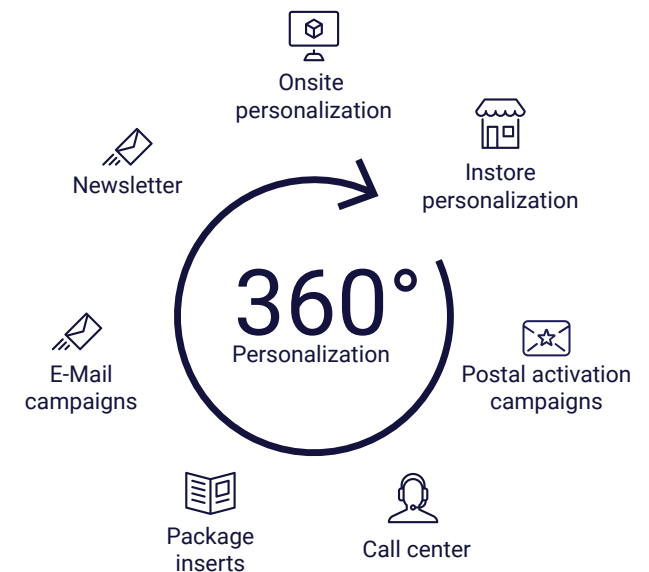 Onsite
personalization
Instore
personalization
Newsletter
360°
Personalization
E-Mail
campaigns
Postal activation
campaigns
Package
inserts
Call center